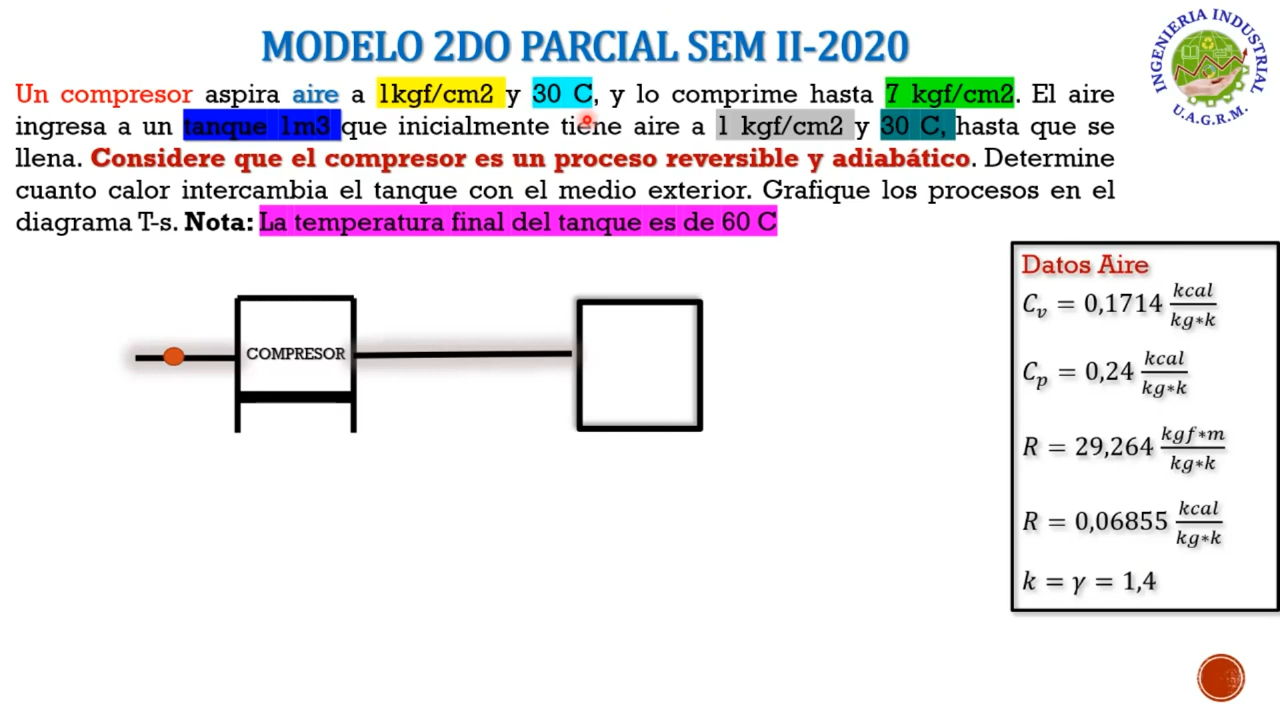 MODELO 2DO PARCIAL SEM II-2020
INGENIERIA INDUSTRIAL
U.A.G.R.M.
Un compresor aspira aire a 1kgf/cm2 y 30 C, y lo comprime hasta 7 kgf/cm2. El aire
ingresa a un tanque 1m3 que inicialmente tiene aire a 1 kgf/cm2 y 30 C, hasta que se
llena. Considere que el compresor es un proceso reversible y adiabático. Determine
cuanto calor intercambia el tanque con el medio exterior. Grafique los procesos en el
diagrama T-s. Nota: La temperatura final del tanque es de 60 C
COMPRESOR
Datos Aire
C_v = 0,1714 kcal/kg∗k
C_p = 0,24 kcal/kg∗k
R = 29,264 kgf∗m/kg∗k
R = 0,06855 kcal/kg∗k
k = γ = 1,4